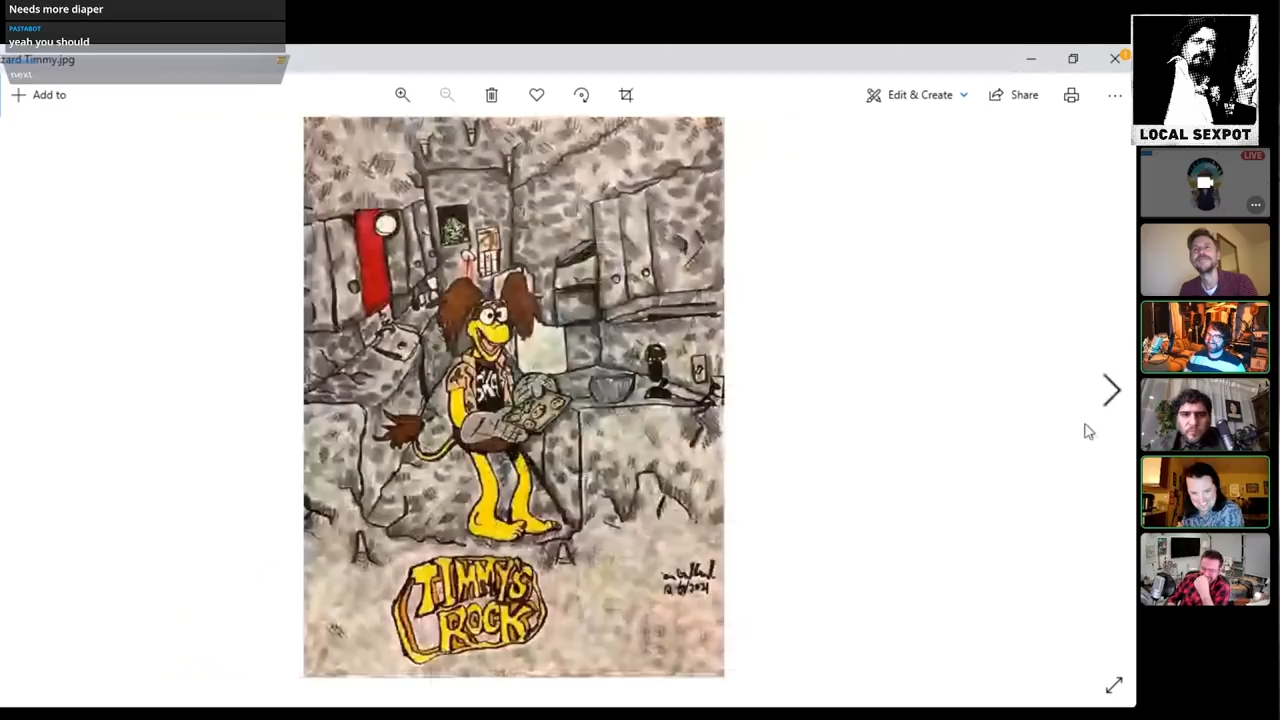 Needs more diaper
PASTABOT
yeah you should
zard Timmy.jpg
next
Add to
Edit & Create
Share
LOCAL SEXPOT
LIVE
TIMMY'S
ROCK